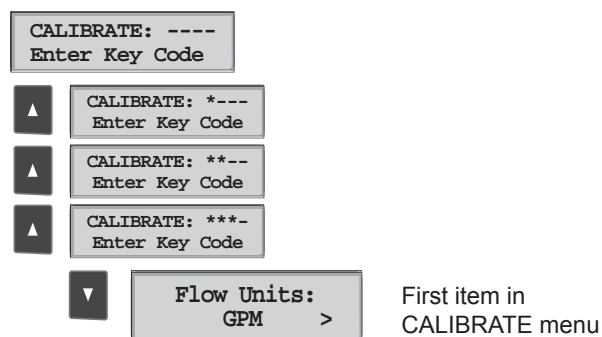 CALIBRATE: ----
Enter Key Code
CALIBRATE: *---
Enter Key Code
CALIBRATE: **--
Enter Key Code
CALIBRATE: ***-
Enter Key Code
Flow Units:
GPM >
First item in
CALIBRATE menu